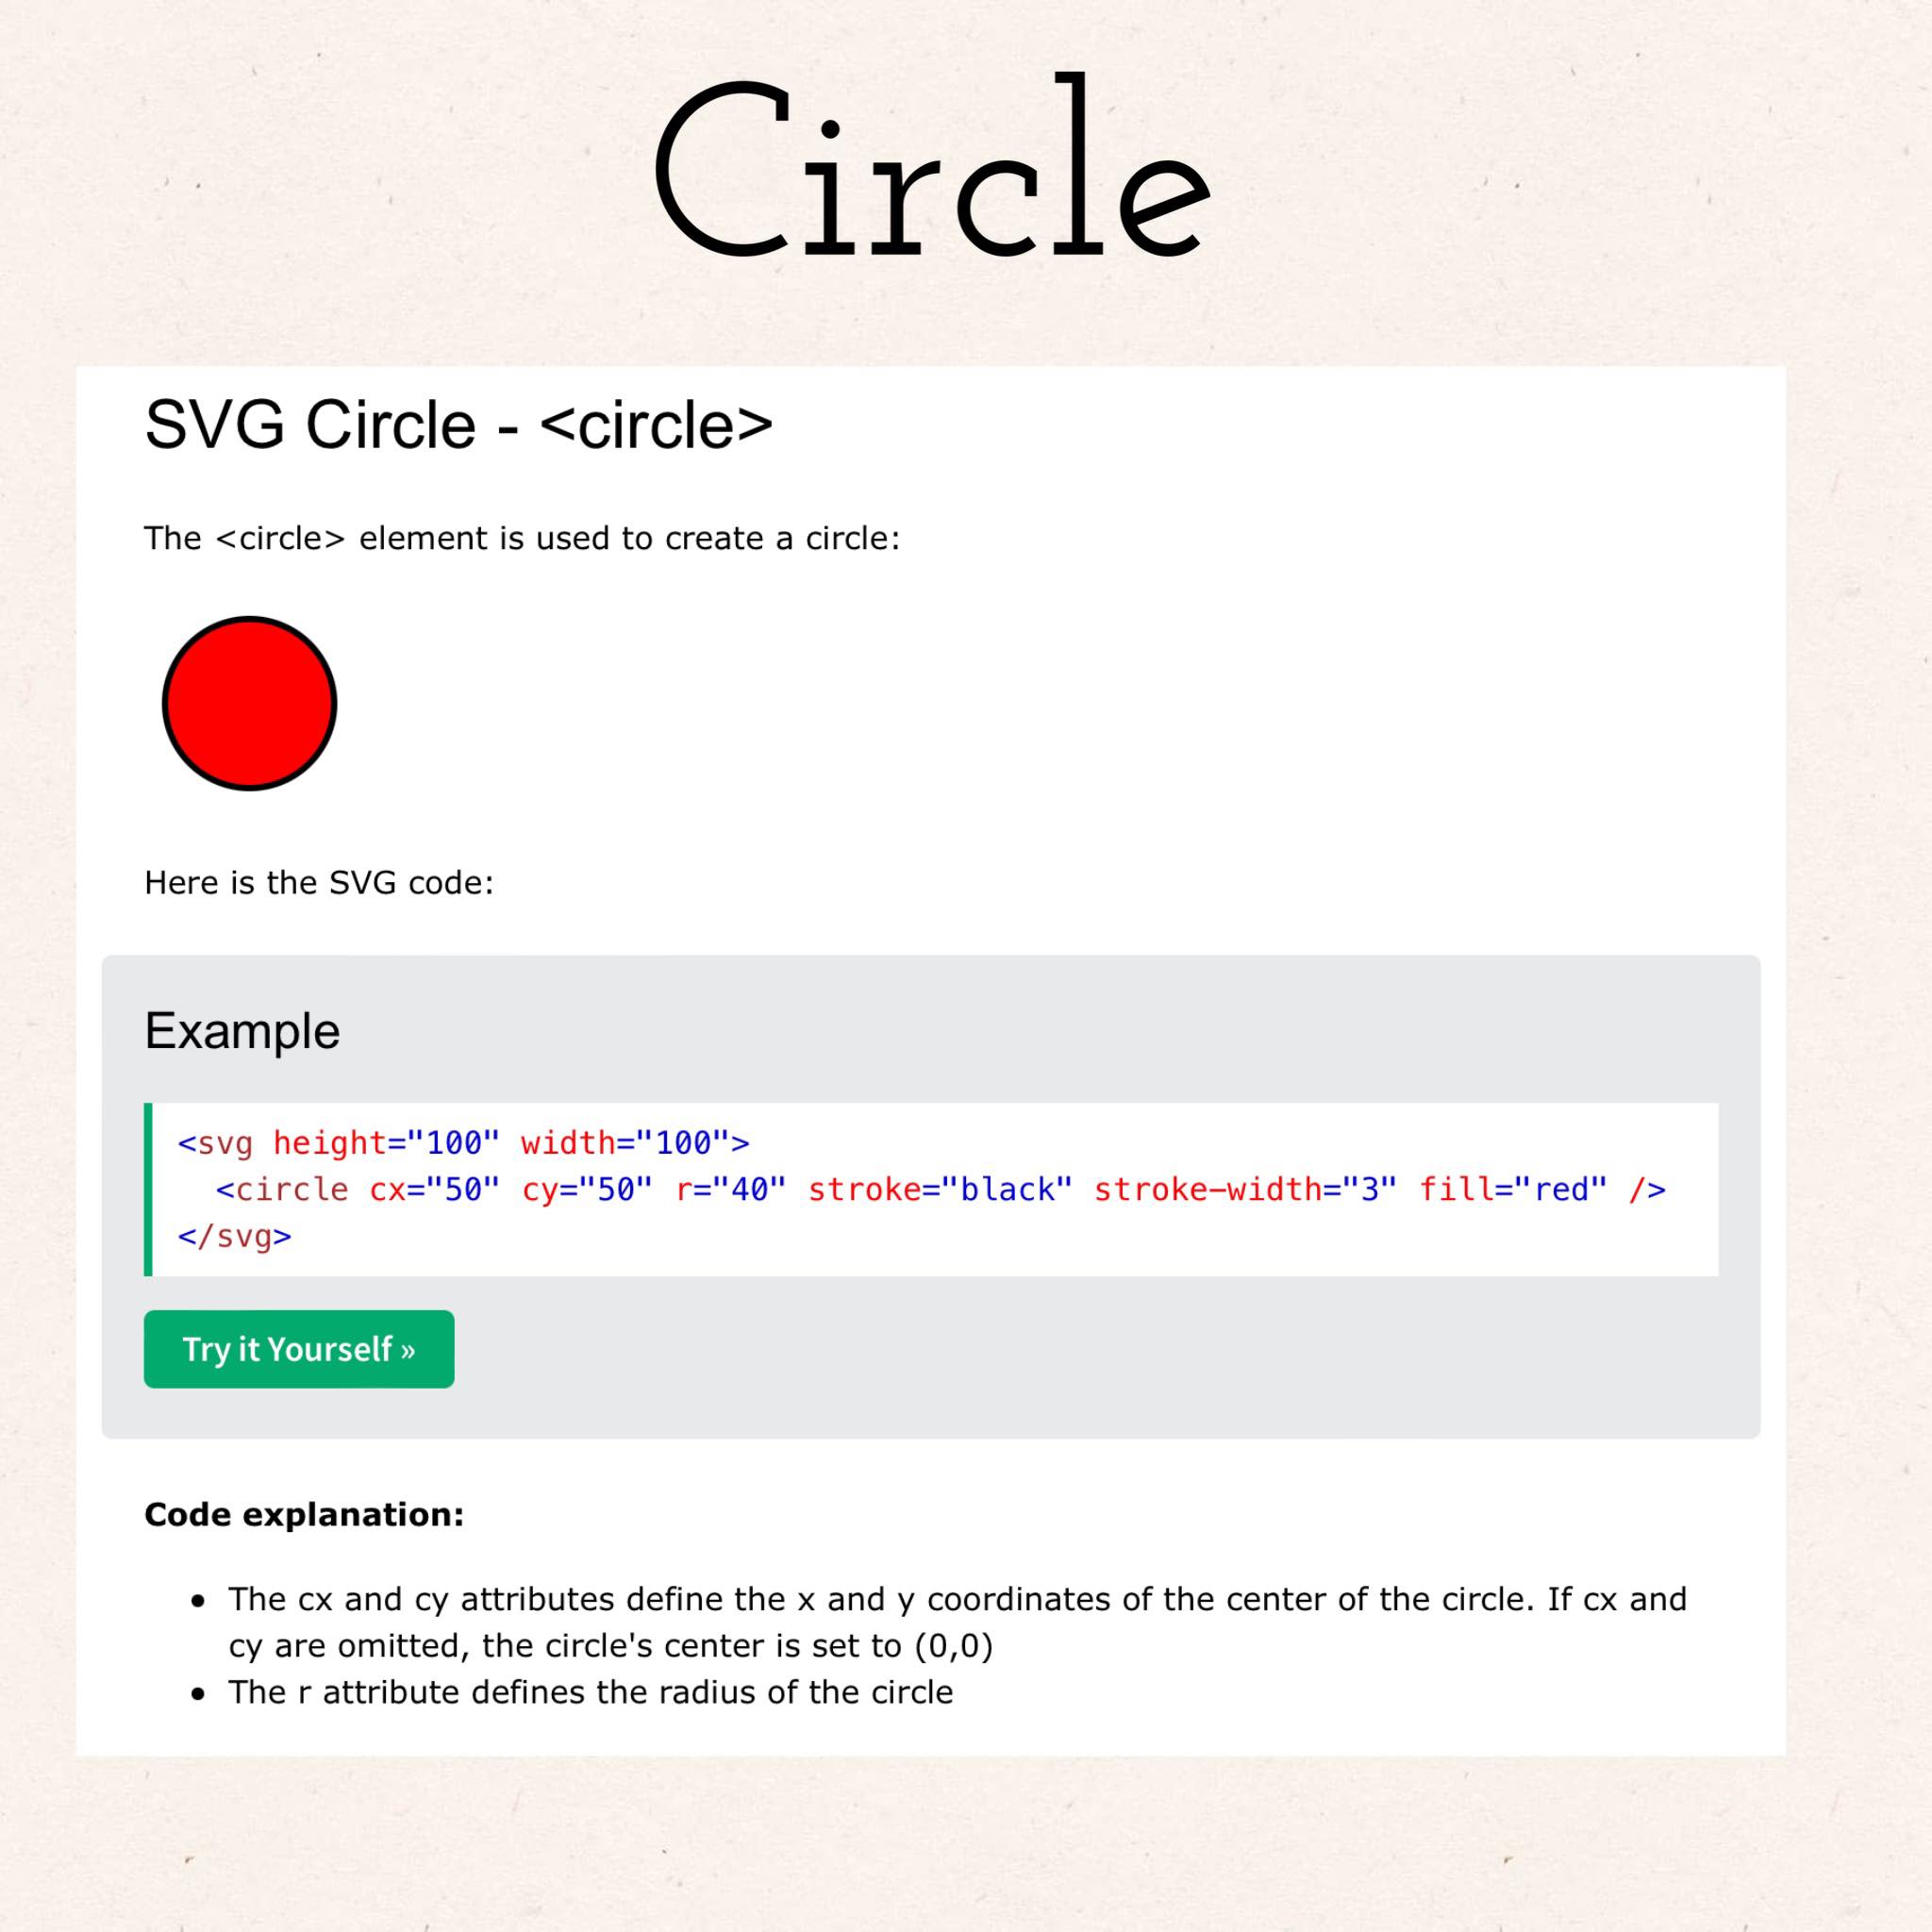 Circle
SVG Circle - <circle>
The <circle> element is used to create a circle:
Here is the SVG code:
Example
<svg height="100" width="100">
  <circle cx="50" cy="50" r="40" stroke="black" stroke-width="3" fill="red" />
</svg>
Try it Yourself »
Code explanation:
• The cx and cy attributes define the x and y coordinates of the center of the circle. If cx and
cy are omitted, the circle's center is set to (0,0)
• The r attribute defines the radius of the circle